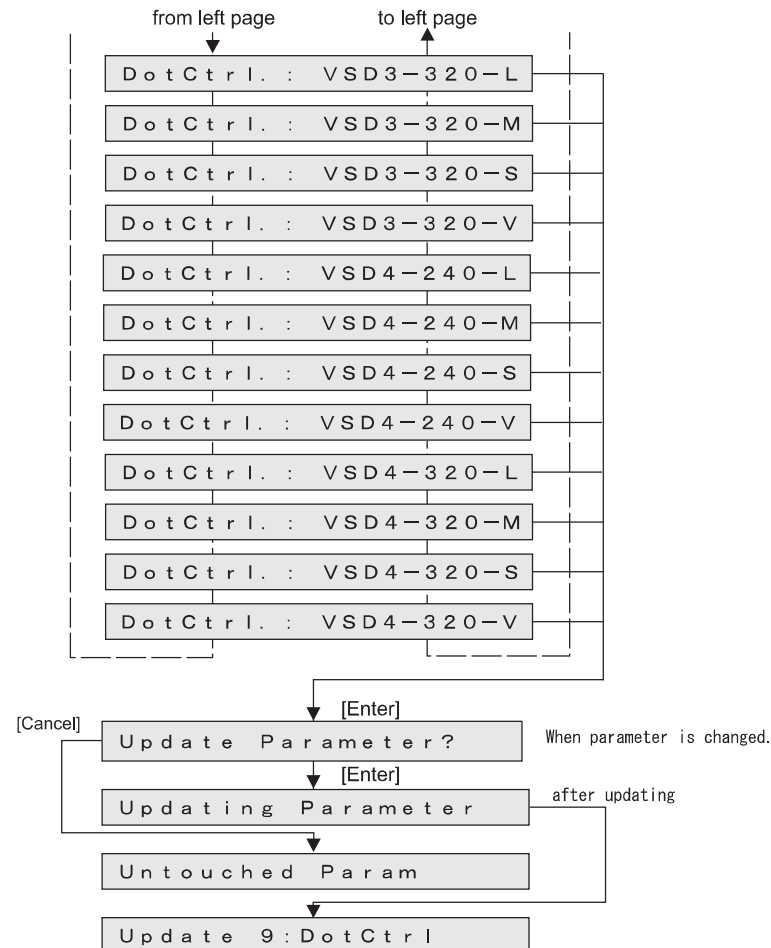 from left page to left page
DotCtrl. : VSD3-320-L
DotCtrl. : VSD3-320-M
DotCtrl. : VSD3-320-S
DotCtrl. : VSD3-320-V
DotCtrl. : VSD4-240-L
DotCtrl. : VSD4-240-M
DotCtrl. : VSD4-240-S
DotCtrl. : VSD4-240-V
DotCtrl. : VSD4-320-L
DotCtrl. : VSD4-320-M
DotCtrl. : VSD4-320-S
DotCtrl. : VSD4-320-V
[Enter]
[Cancel]
Update Parameter? When parameter is changed.
[Enter]
Updating Parameter after updating
Untouched Param
Update 9:DotCtrl